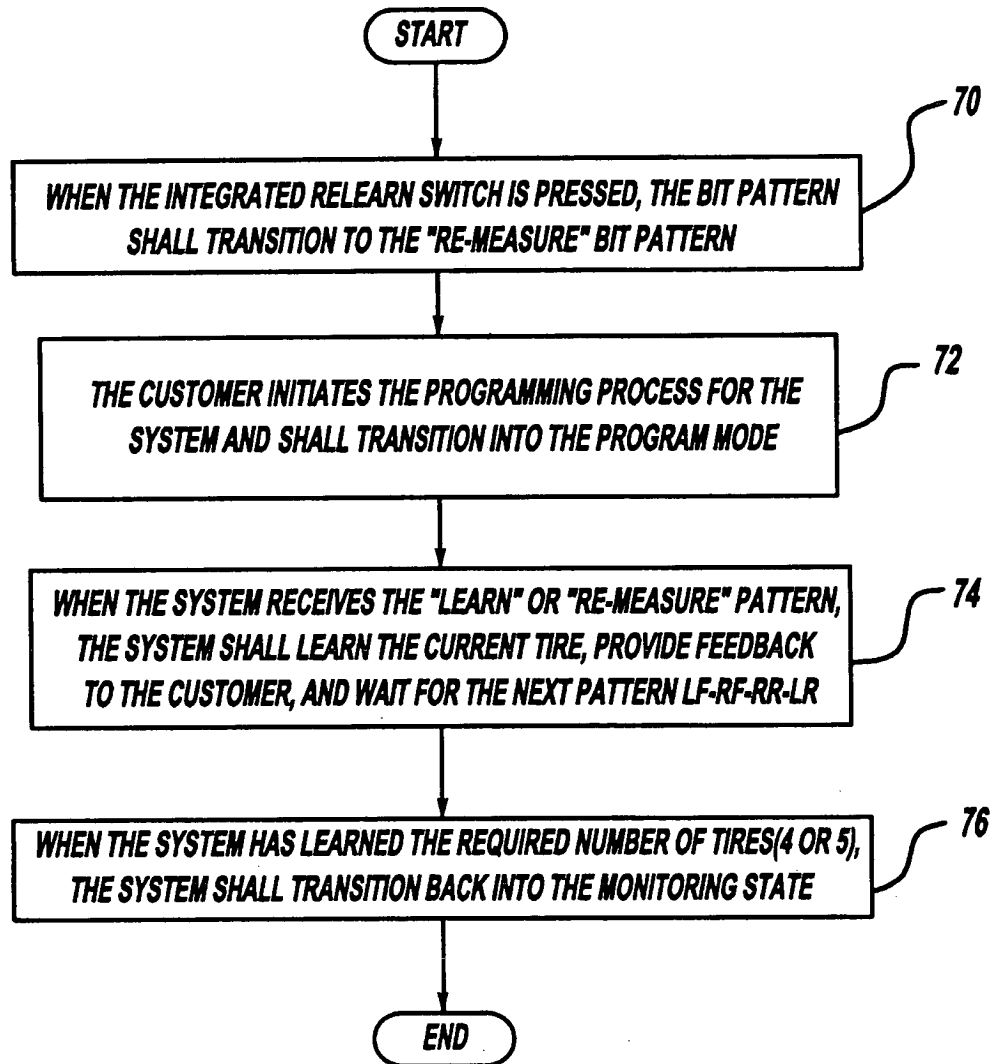 START
70
WHEN THE INTEGRATED RELEARN SWITCH IS PRESSED, THE BIT PATTERN
SHALL TRANSITION TO THE "RE-MEASURE" BIT PATTERN
72
THE CUSTOMER INITIATES THE PROGRAMMING PROCESS FOR THE
SYSTEM AND SHALL TRANSITION INTO THE PROGRAM MODE
74
WHEN THE SYSTEM RECEIVES THE "LEARN" OR "RE-MEASURE" PATTERN,
THE SYSTEM SHALL LEARN THE CURRENT TIRE, PROVIDE FEEDBACK
TO THE CUSTOMER, AND WAIT FOR THE NEXT PATTERN LF-RF-RR-LR
76
WHEN THE SYSTEM HAS LEARNED THE REQUIRED NUMBER OF TIRES(4 OR 5),
THE SYSTEM SHALL TRANSITION BACK INTO THE MONITORING STATE
END